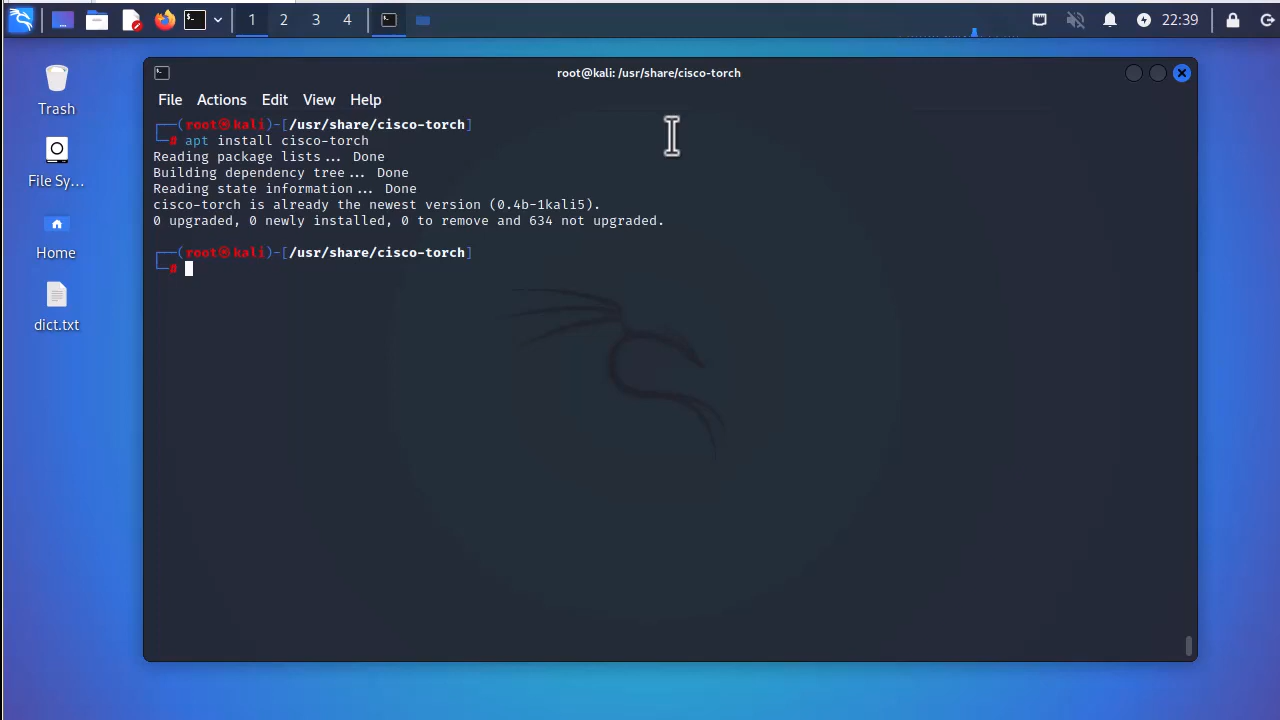 1 2 3 4
22:39
Trash
File Sy...
Home
dict.txt
root@kali: /usr/share/cisco-torch
File Actions Edit View Help
┌──(root㉿kali)-[/usr/share/cisco-torch]
└─# apt install cisco-torch
Reading package lists... Done
Building dependency tree... Done
Reading state information... Done
cisco-torch is already the newest version (0.4b-1kali5).
0 upgraded, 0 newly installed, 0 to remove and 634 not upgraded.
┌──(root㉿kali)-[/usr/share/cisco-torch]
└─#